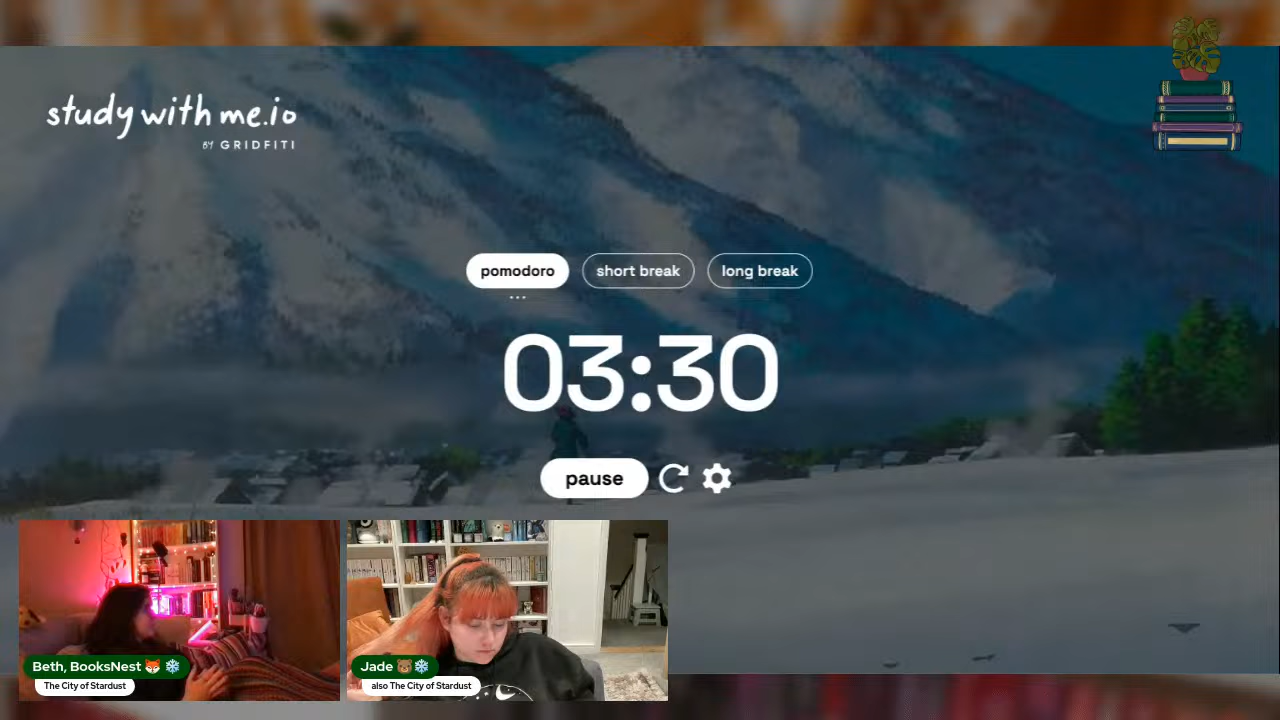 study with me.io
BY GRIDFITI
pomodoro
short break
long break
03:30
pause
Beth, BooksNest 🦊 ❄️
The City of Stardust
Jade 🐻❄️
also The City of Stardust